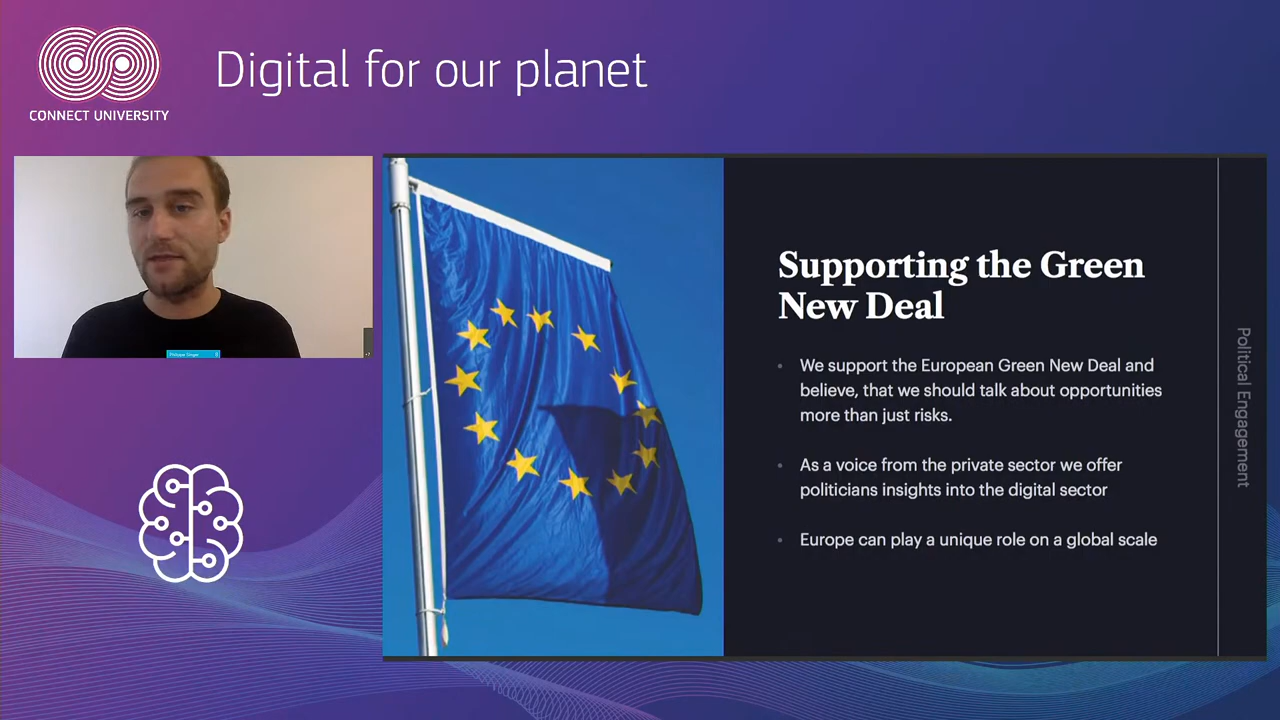 Digital for our planet
CONNECT UNIVERSITY
Philippe Singer
Supporting the Green
New Deal
We support the European Green New Deal and
believe, that we should talk about opportunities
more than just risks.
As a voice from the private sector we offer
politicians insights into the digital sector
Europe can play a unique role on a global scale
Political Engagement